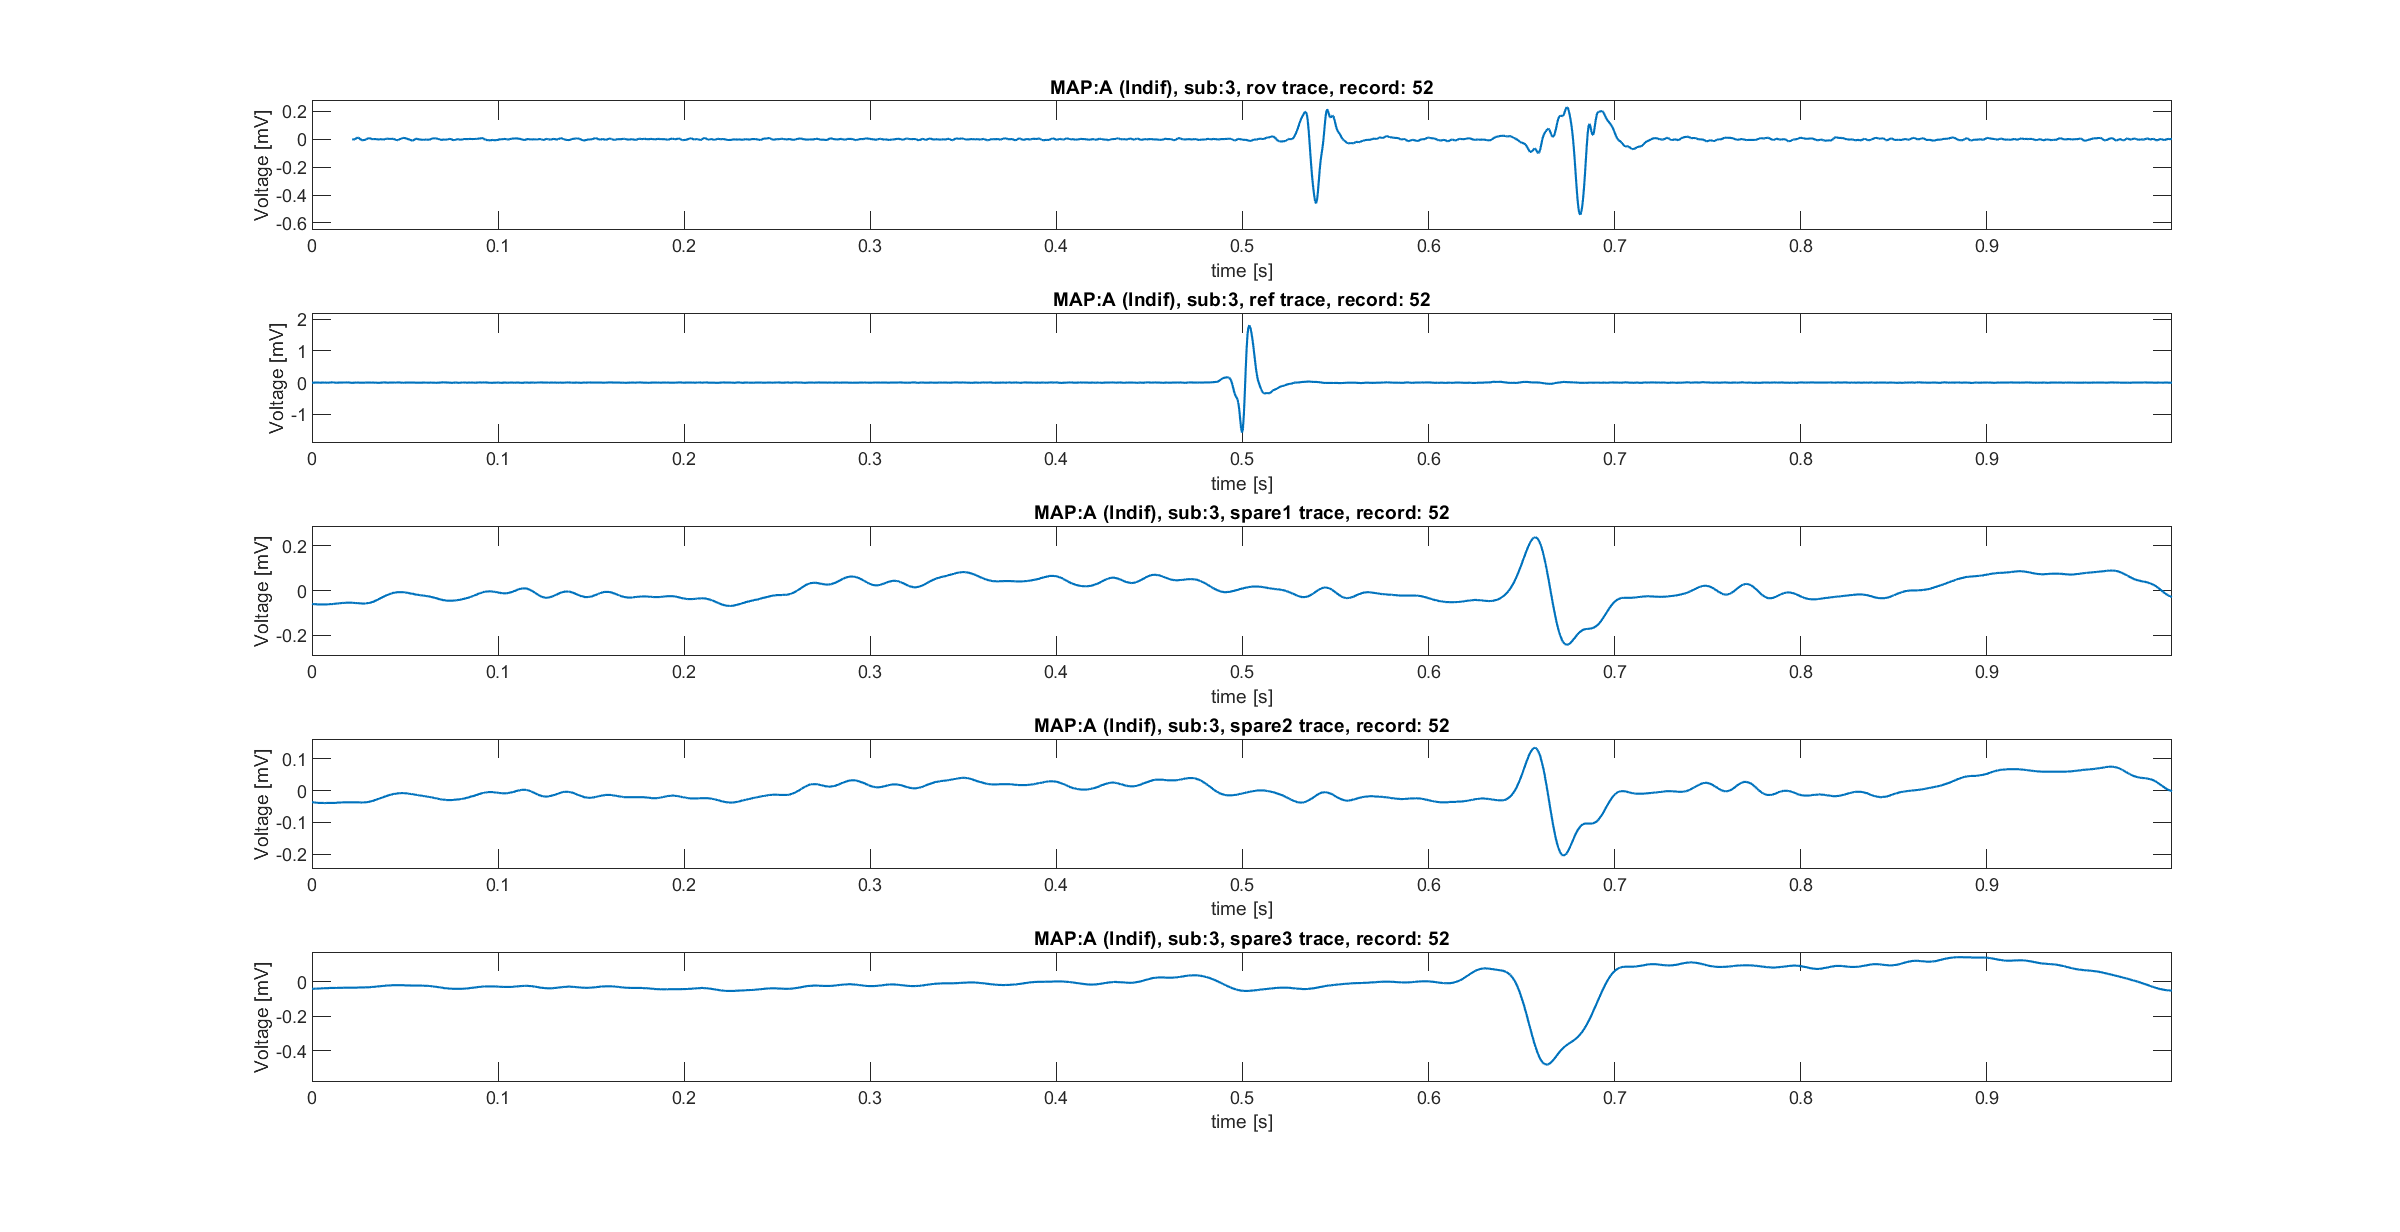 MAP:A (Indif), sub:3, rov trace, record: 52
Voltage [mV]
0.2
0
-0.2
-0.4
-0.6
0 0.1 0.2 0.3 0.4 0.5 0.6 0.7 0.8 0.9
time [s]
MAP:A (Indif), sub:3, ref trace, record: 52
Voltage [mV]
2
1
0
-1
0 0.1 0.2 0.3 0.4 0.5 0.6 0.7 0.8 0.9
time [s]
MAP:A (Indif), sub:3, spare1 trace, record: 52
Voltage [mV]
0.2
0
-0.2
0 0.1 0.2 0.3 0.4 0.5 0.6 0.7 0.8 0.9
time [s]
MAP:A (Indif), sub:3, spare2 trace, record: 52
Voltage [mV]
0.1
0
-0.1
-0.2
0 0.1 0.2 0.3 0.4 0.5 0.6 0.7 0.8 0.9
time [s]
MAP:A (Indif), sub:3, spare3 trace, record: 52
Voltage [mV]
0
-0.2
-0.4
0 0.1 0.2 0.3 0.4 0.5 0.6 0.7 0.8 0.9
time [s]